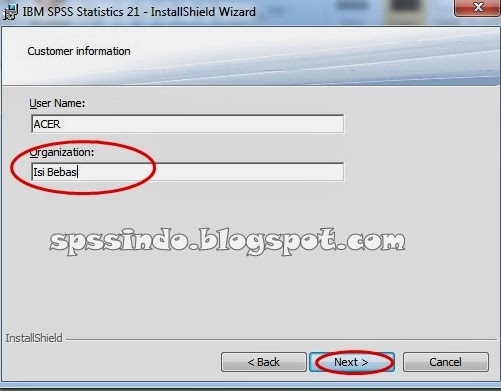 IBM SPSS Statistics 21 - InstallShield Wizard
Customer information
User Name:
ACER
Organization:
Isi Bebas
spssindo.blogspot.com
InstallShield
< Back
Next >
Cancel